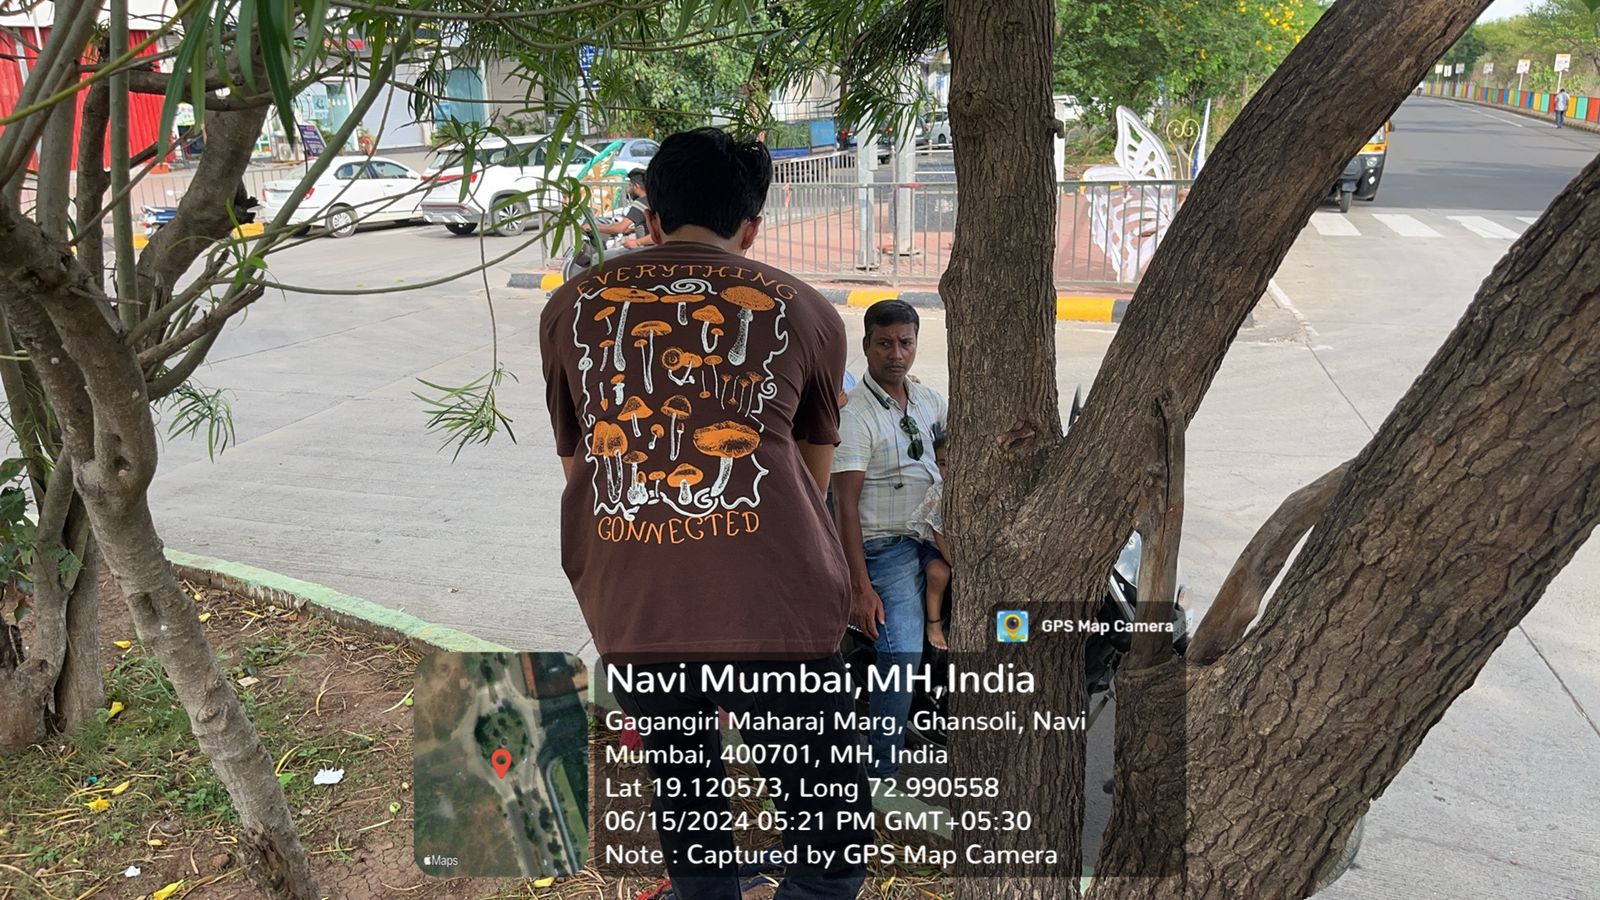 EVERYTHING
CONNECTED
GPS Map Camera
Navi Mumbai,MH,India
Gagangiri Maharaj Marg, Ghansoli, Navi
Mumbai, 400701, MH, India
Lat 19.120573, Long 72.990558
06/15/2024 05:21 PM GMT+05:30
Note : Captured by GPS Map Camera
Maps